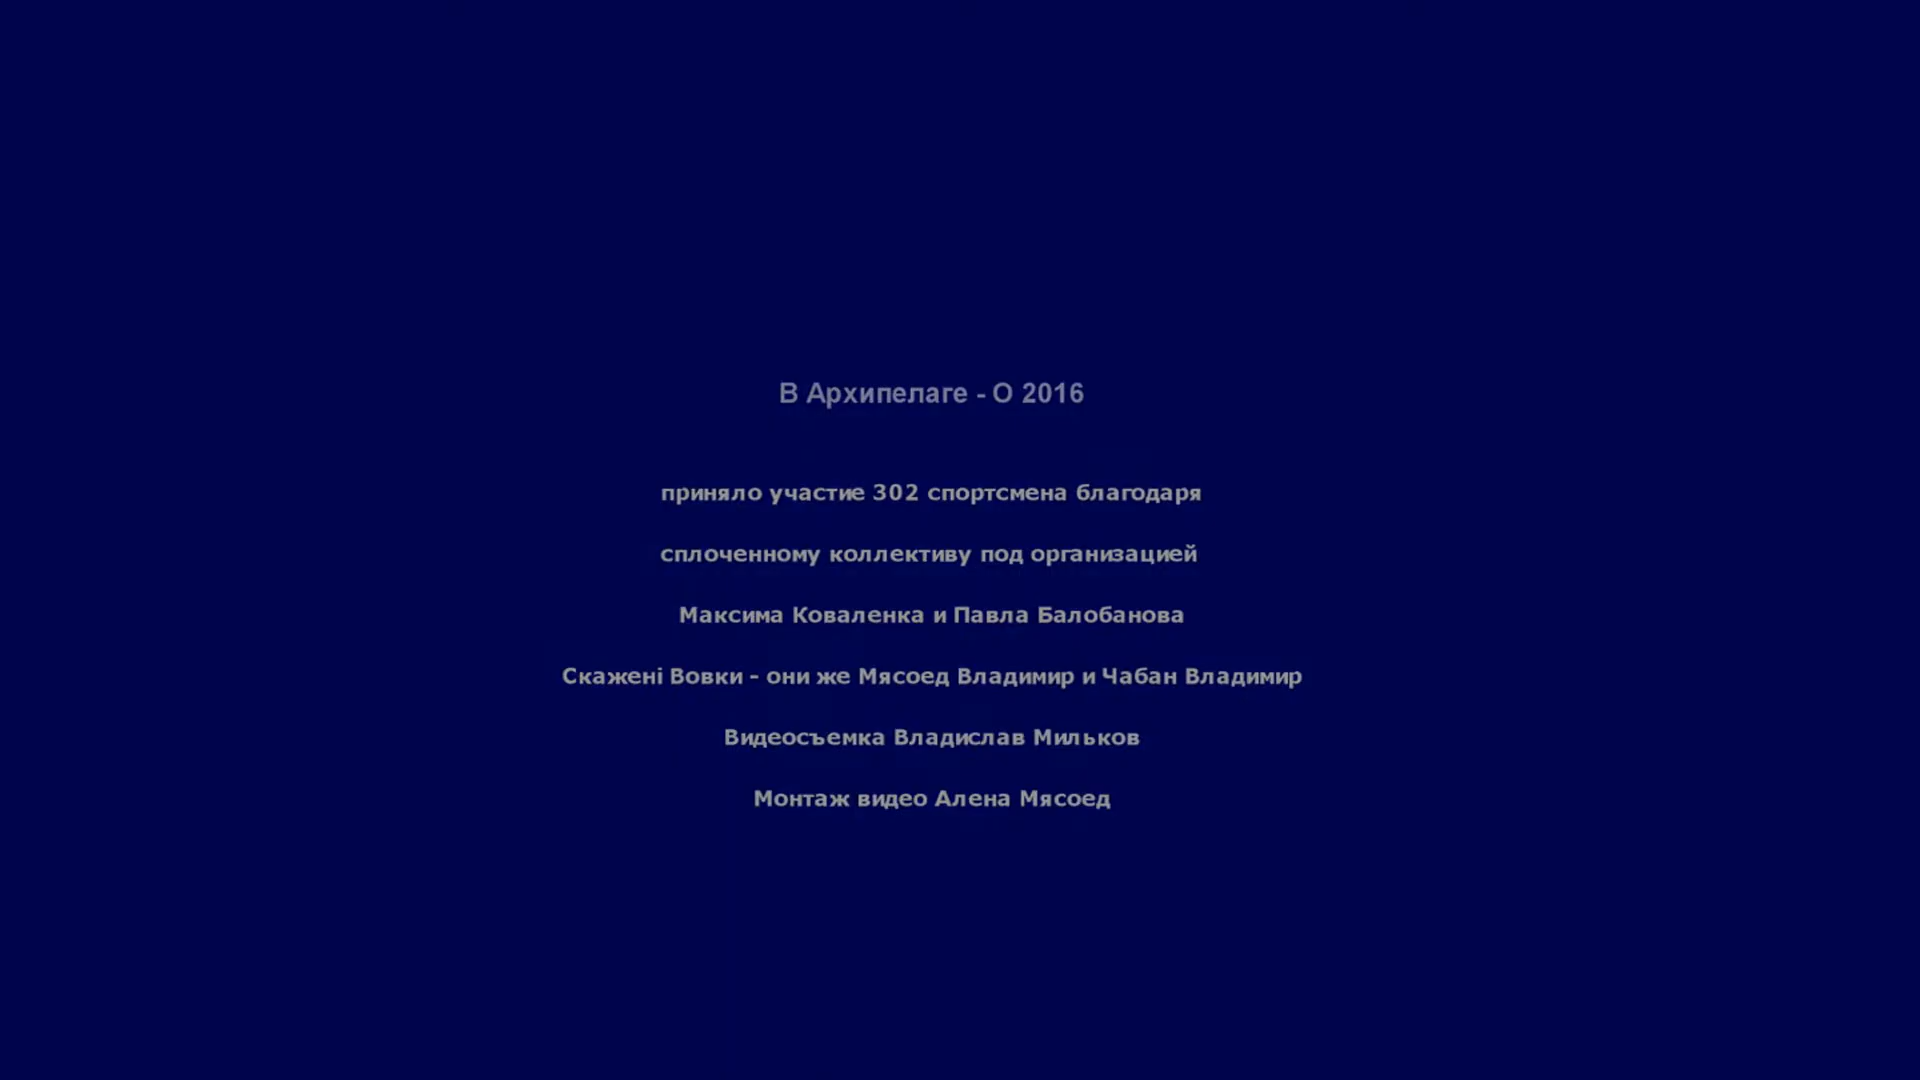 В Архипелаге - О 2016
приняло участие 302 спортсмена благодаря
сплоченному коллективу под организацией
Максима Коваленка и Павла Балобанова
Скажені Вовки - они же Мясоед Владимир и Чабан Владимир
Видеосъемка Владислав Мильков
Монтаж видео Алена Мясоед